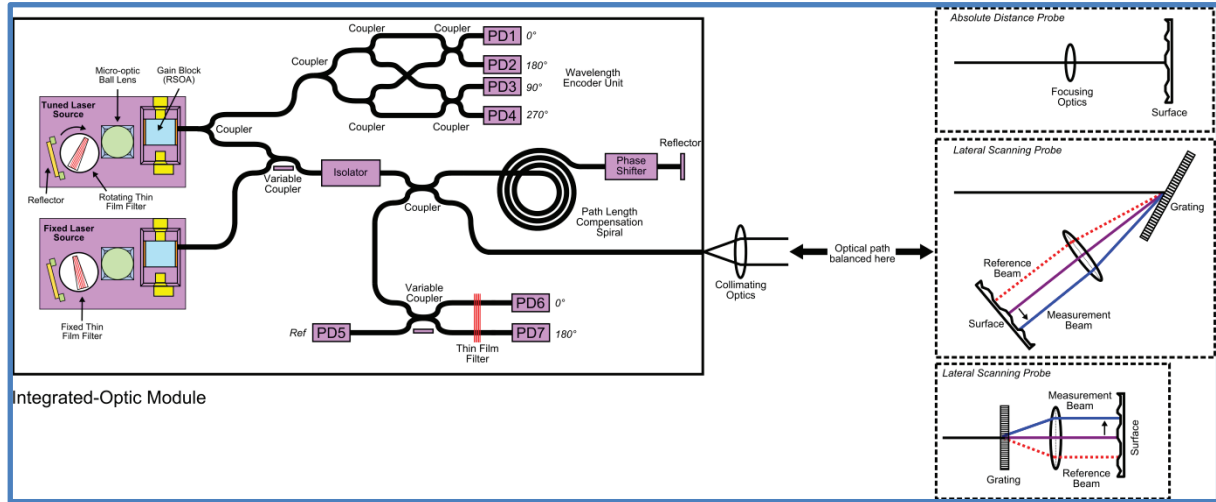 Micro-optic
Ball Lens
Gain Block
(RSOA)
Tuned Laser
Source
Reflector
Rotating Thin
Film Filter
Fixed Laser
Source
Fixed Thin
Film Filter
Coupler
Coupler
Coupler
Coupler
Coupler
Coupler
PD1 0°
PD2 180°
PD3 90°
PD4 270°
Wavelength
Encoder Unit
Variable
Coupler
Isolator
Coupler
Path Length
Compensation
Spiral
Phase
Shifter
Reflector
Collimating
Optics
Variable
Coupler
Ref PD5
PD6 0°
PD7 180°
Thin Film
Filter
Integrated-Optic Module
Optical path
balanced here
Absolute Distance Probe
Focusing
Optics
Surface
Lateral Scanning Probe
Grating
Reference
Beam
Surface
Measurement
Beam
Lateral Scanning Probe
Measurement
Beam
Surface
Reference
Beam
Grating